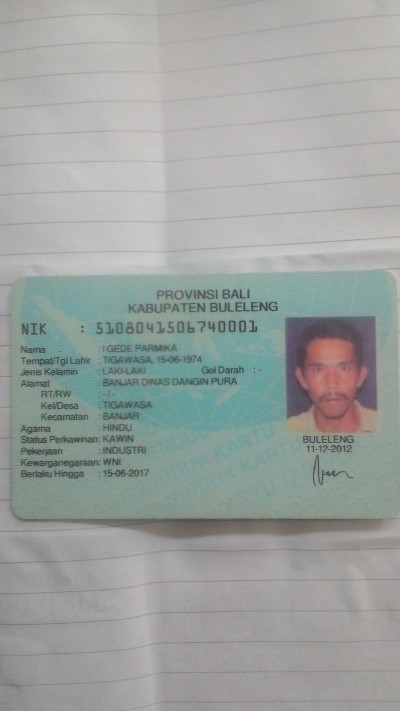 PROVINSI BALI
KABUPATEN BULELENG
NIK : 5108041506740001
Nama : I GEDE PARMIKA
Tempat/Tgl Lahir : TIGAWASA, 15-06-1974
Jenis Kelamin : LAKI-LAKI Gol Darah : -
Alamat : BANJAR DINAS DANGIN PURA
RT/RW : - / -
Kel/Desa : TIGAWASA
Kecamatan : BANJAR
Agama : HINDU
Status Perkawinan: KAWIN
Pekerjaan : INDUSTRI
Kewarganegaraan: WNI
Berlaku Hingga : 15-06-2017
BULELENG
11-12-2012